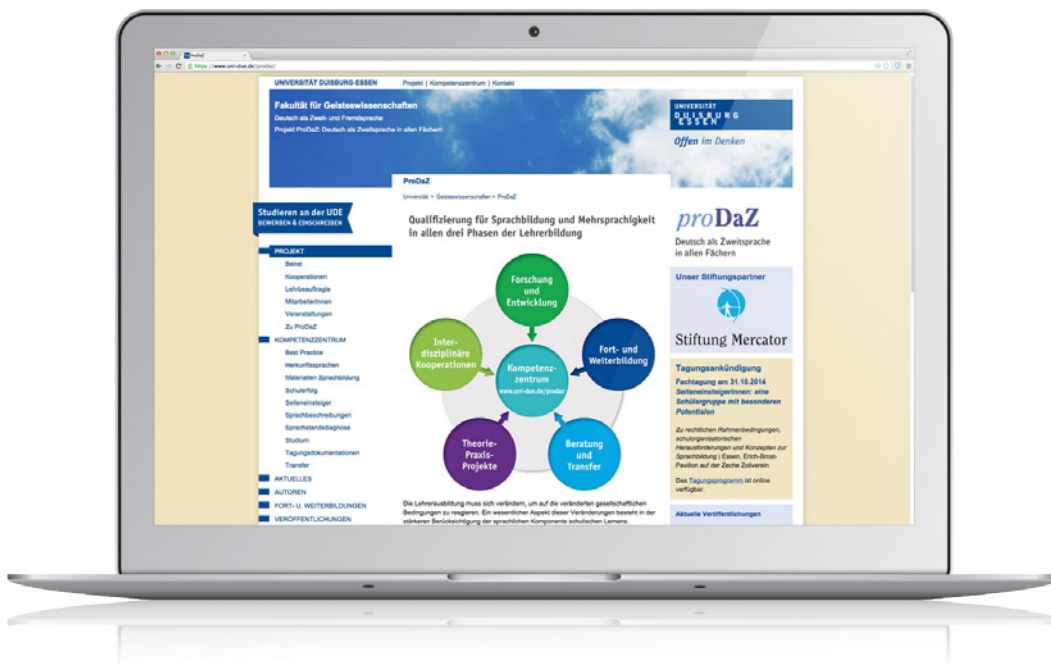 ProDaZ
https://www.uni-due.de/prodaz/
UNIVERSITÄT DUISBURG-ESSEN
Projekt | Kompetenzzentrum | Kontakt
Fakultät für Geisteswissenschaften
Deutsch als Zweit- und Fremdsprache
Projekt ProDaZ: Deutsch als Zweitsprache in allen Fächern
UNIVERSITÄT
DUISBURG
ESSEN
Offen im Denken
ProDaZ
Universität > Geisteswissenschaften > ProDaZ
Studieren an der UDE
BEWERBEN & EINSCHREIBEN
PROJEKT
Beirat
Kooperationen
Lehrbeauftragte
MitarbeiterInnen
Veranstaltungen
Zu ProDaZ
KOMPETENZZENTRUM
Best Practice
Herkunftssprachen
Materialien Sprachbildung
Schulerfolg
Seiteneinsteiger
Sprachbeschreibungen
Sprachstandsdiagnose
Studium
Tagungsdokumentationen
Transfer
AKTUELLES
AUTOREN
FORT- U. WEITERBILDUNGEN
VERÖFFENTLICHUNGEN
Qualifizierung für Sprachbildung und Mehrsprachigkeit
in allen drei Phasen der Lehrerbildung
Forschung
und
Entwicklung
Inter-
disziplinäre
Kooperationen
Fort- und
Weiterbildung
Kompetenz-
zentrum
www.uni-due.de/prodaz
Theorie-
Praxis-
Projekte
Beratung
und
Transfer
Die Lehrerausbildung muss sich verändern, um auf die veränderten gesellschaftlichen
Bedingungen zu reagieren. Ein wesentlicher Aspekt dieser Veränderungen besteht in der
stärkeren Berücksichtigung der sprachlichen Komponente schulischen Lernens.
proDaZ
Deutsch als Zweitsprache
in allen Fächern
Unser Stiftungspartner
Stiftung Mercator
Tagungsankündigung
Fachtagung am 31.10.2014
SeiteneinsteigerInnen: eine
Schülergruppe mit besonderen
Potentialen
Zu rechtlichen Rahmenbedingungen,
schulorganisatorischen
Herausforderungen und Konzepten zur
Sprachbildung | Essen, Erich-Brost-
Pavillon auf der Zeche Zollverein
Das Tagungsprogramm ist online
verfügbar.
Aktuelle Veröffentlichungen